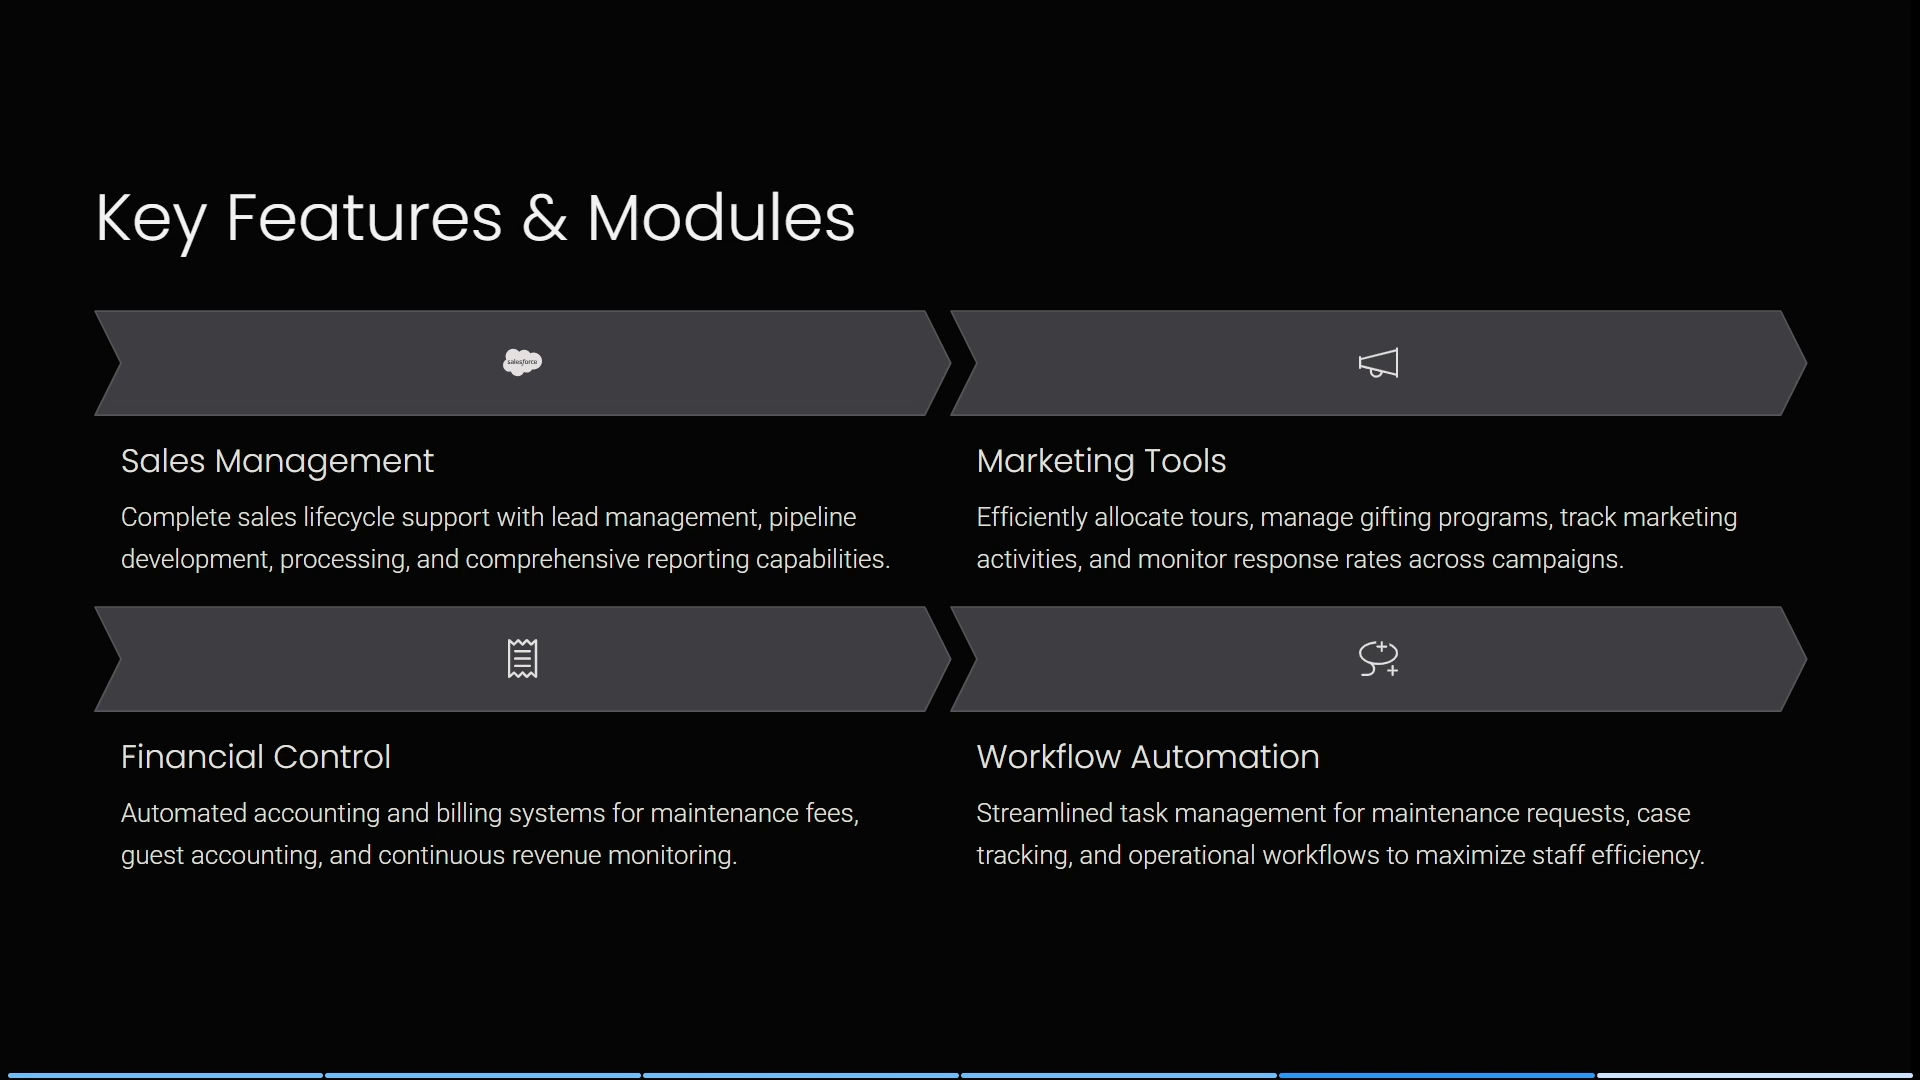 Key Features & Modules
salesforce
Sales Management
Complete sales lifecycle support with lead management, pipeline
development, processing, and comprehensive reporting capabilities.
Marketing Tools
Efficiently allocate tours, manage gifting programs, track marketing
activities, and monitor response rates across campaigns.
Financial Control
Automated accounting and billing systems for maintenance fees,
guest accounting, and continuous revenue monitoring.
Workflow Automation
Streamlined task management for maintenance requests, case
tracking, and operational workflows to maximize staff efficiency.